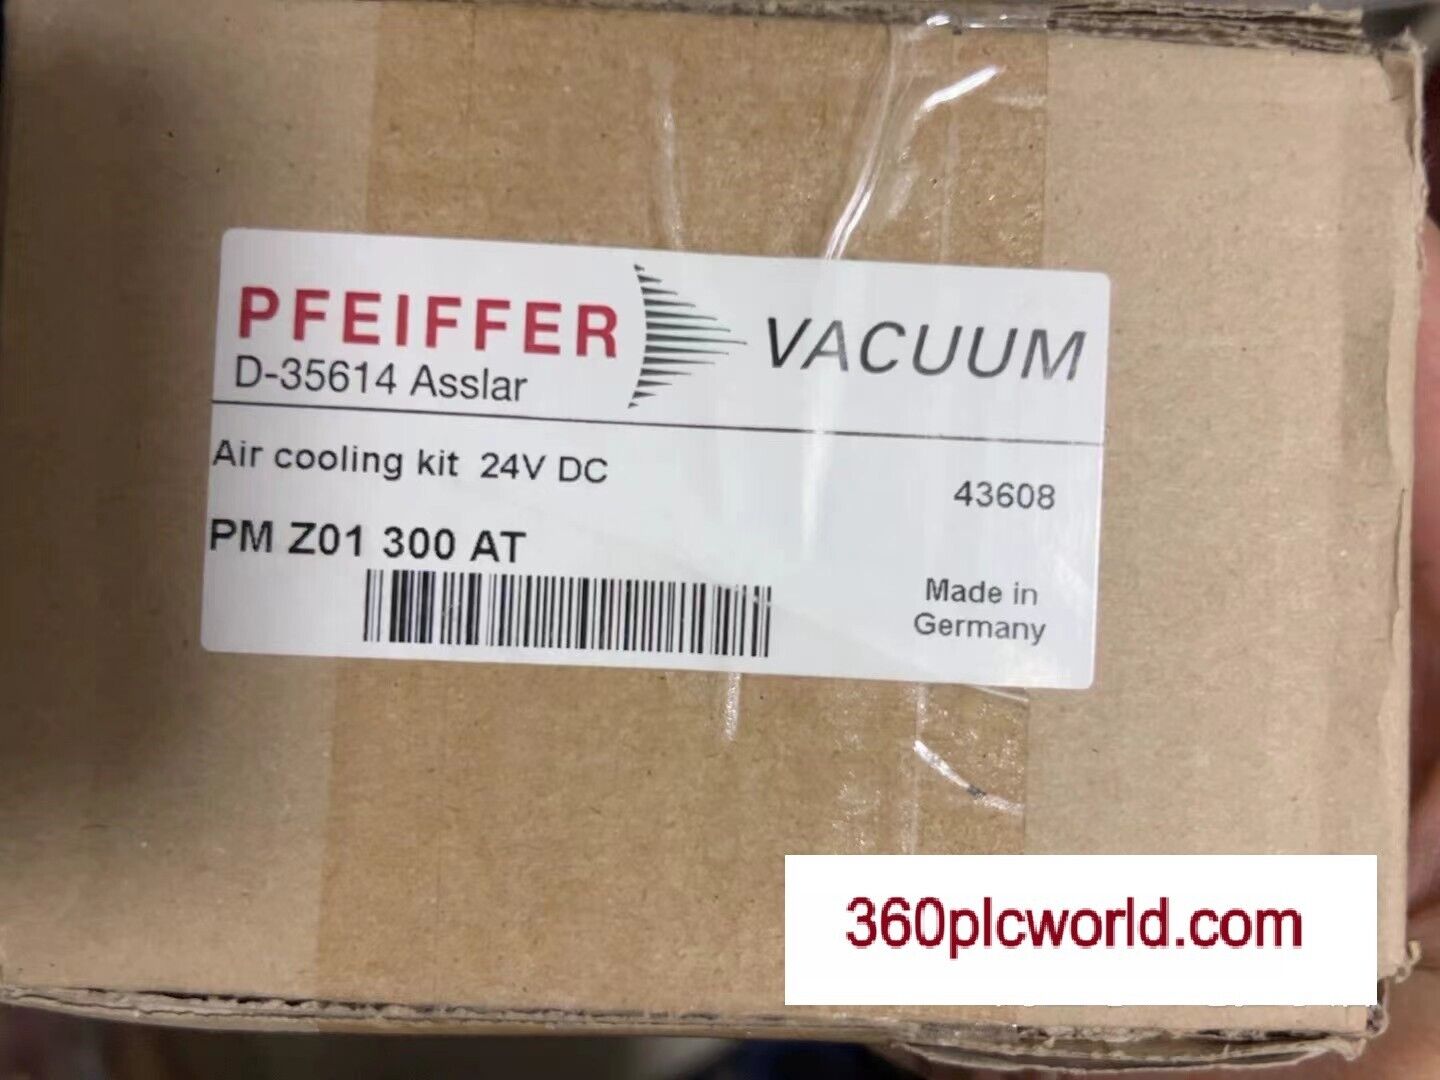 PFEIFFER VACUUM
D-35614 Asslar
Air cooling kit 24V DC
43608
PM Z01 300 AT
Made in
Germany
360plcworld.com